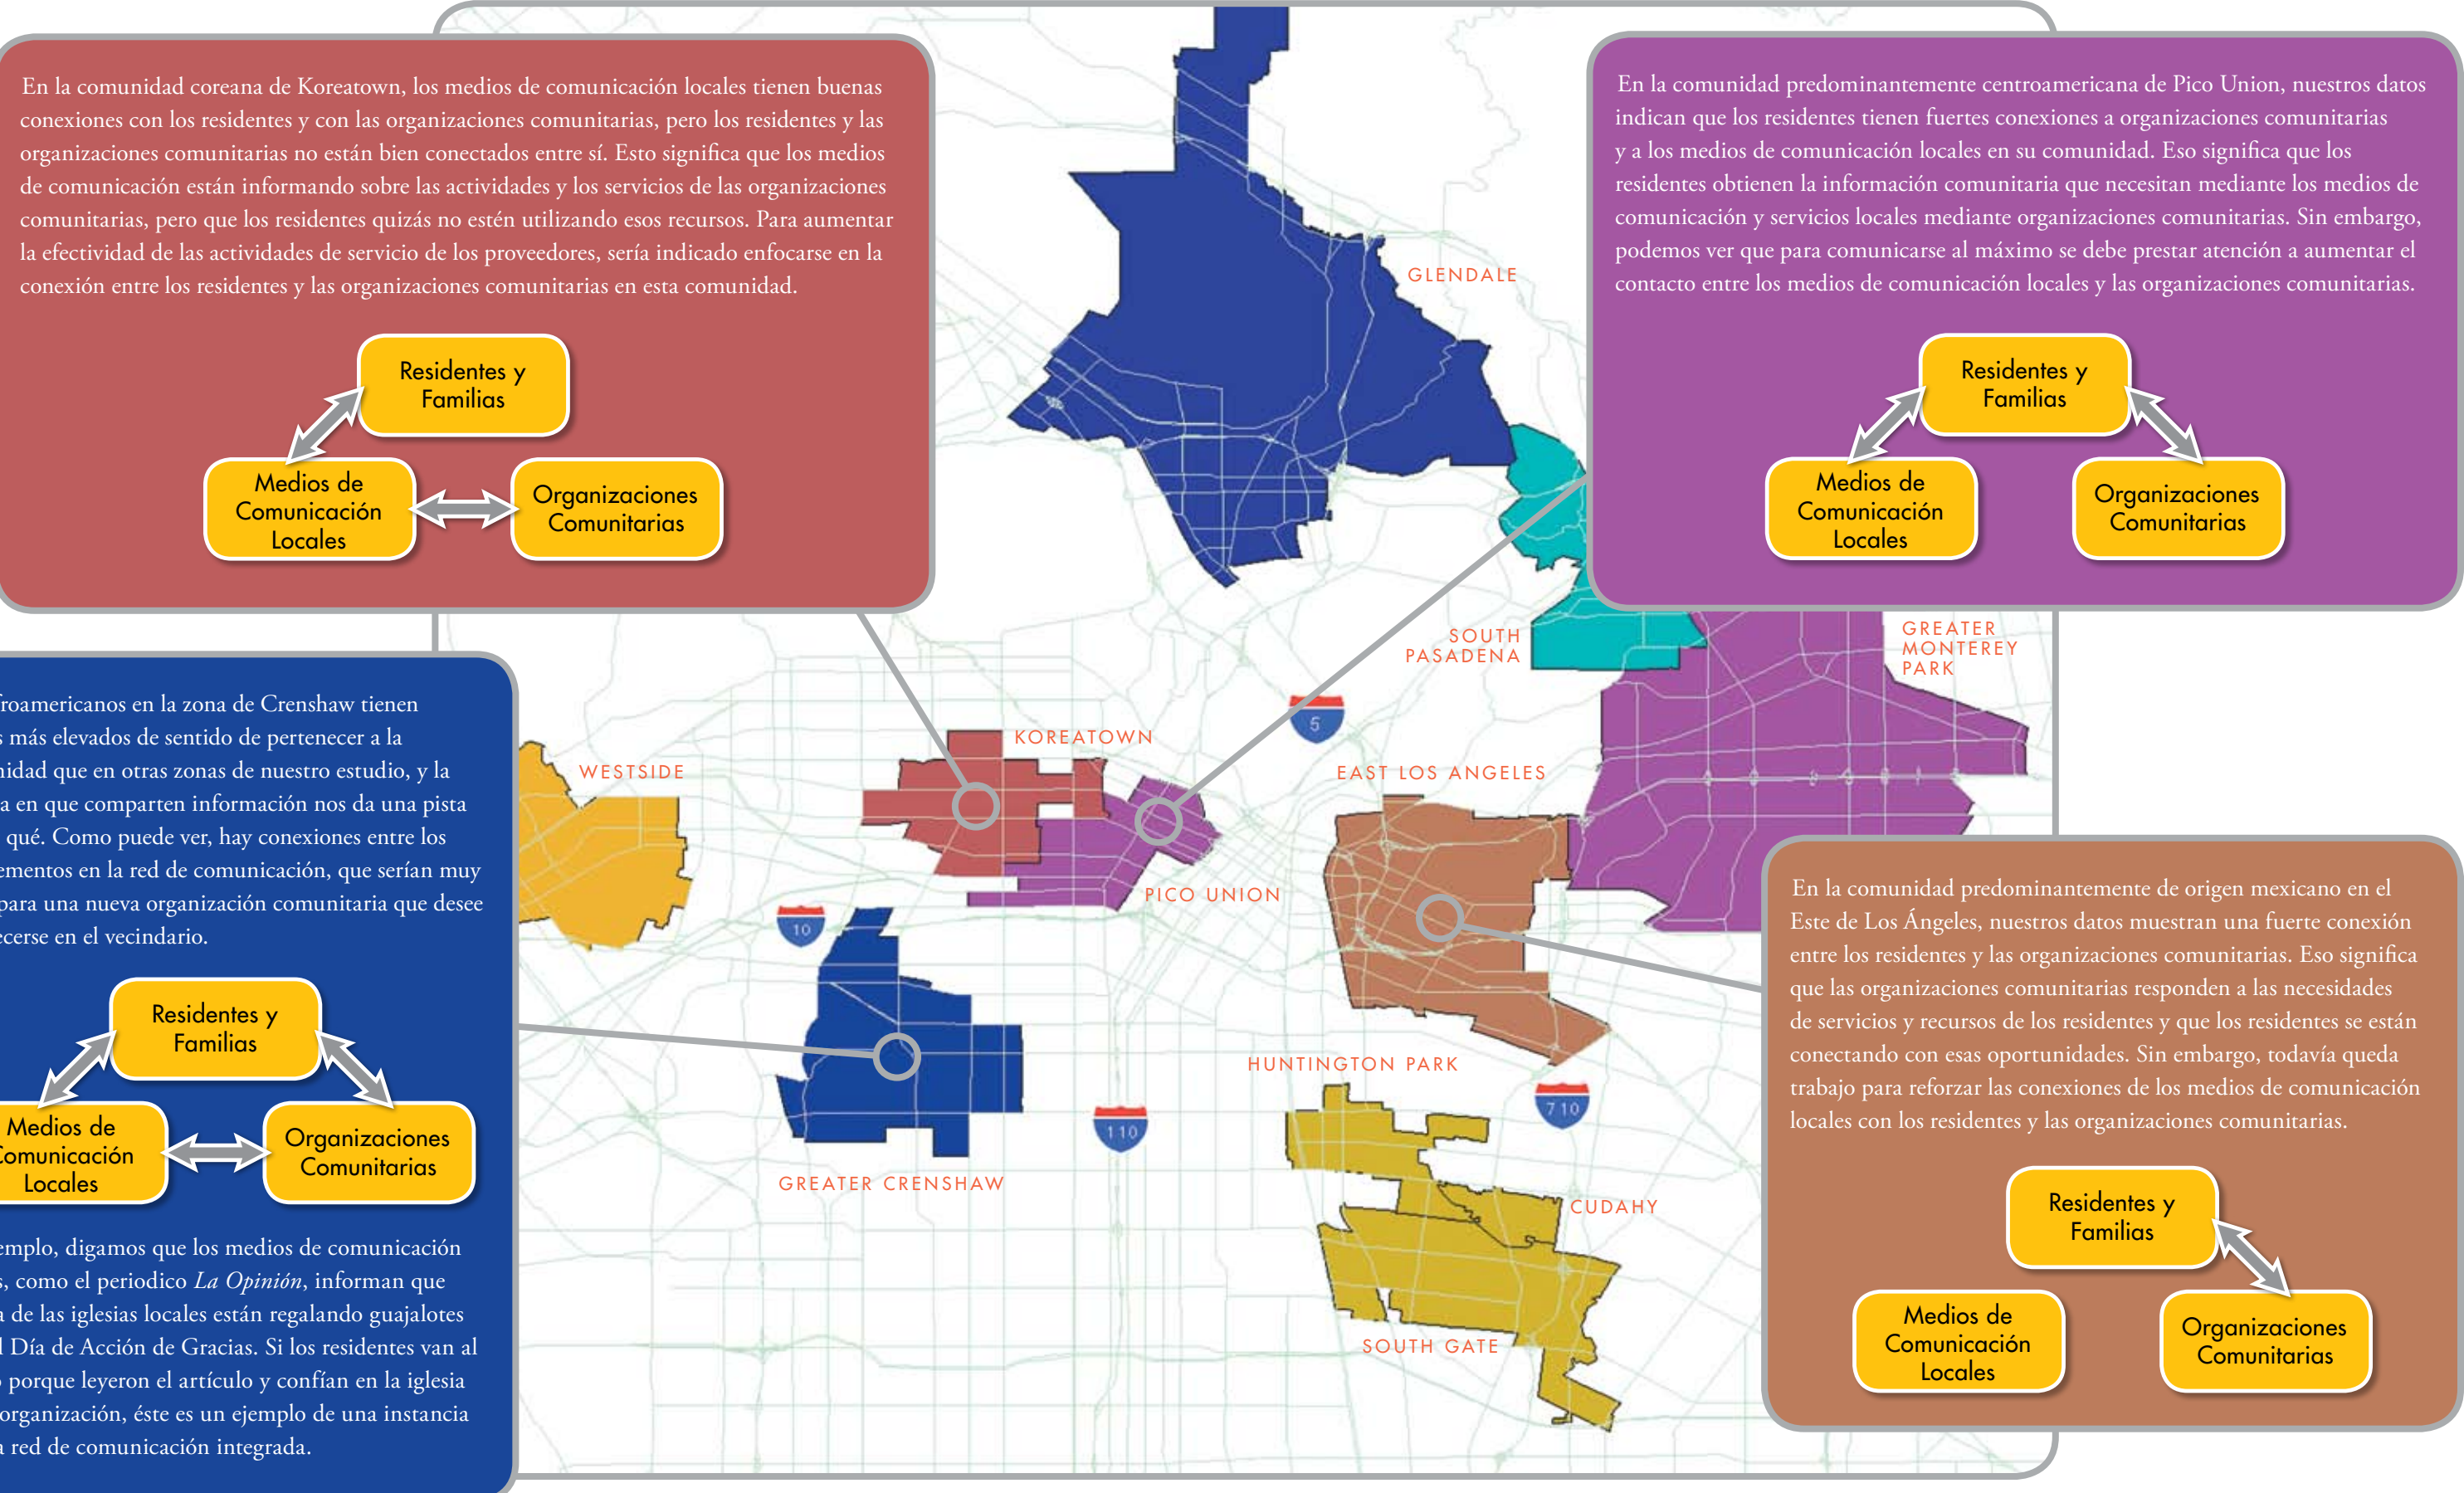 En la comunidad coreana de Koreatown, los medios de comunicación locales tienen buenas
conexiones con los residentes y con las organizaciones comunitarias, pero los residentes y las
organizaciones comunitarias no están bien conectados entre sí. Esto significa que los medios
de comunicación están informando sobre las actividades y los servicios de las organizaciones
comunitarias, pero que los residentes quizás no estén utilizando esos recursos. Para aumentar
la efectividad de las actividades de servicio de los proveedores, sería indicado enfocarse en la
conexión entre los residentes y las organizaciones comunitarias en esta comunidad.
Residentes y
Familias
Medios de
Comunicación
Locales
Organizaciones
Comunitarias
En la comunidad predominantemente centroamericana de Pico Union, nuestros datos
indican que los residentes tienen fuertes conexiones a organizaciones comunitarias
y a los medios de comunicación locales en su comunidad. Eso significa que los
residentes obtienen la información comunitaria que necesitan mediante los medios de
comunicación y servicios locales mediante organizaciones comunitarias. Sin embargo,
podemos ver que para comunicarse al máximo se debe prestar atención a aumentar el
contacto entre los medios de comunicación locales y las organizaciones comunitarias.
Residentes y
Familias
Medios de
Comunicación
Locales
Organizaciones
Comunitarias
GLENDALE
SOUTH
PASADENA
GREATER
MONTEREY
PARK
5
KOREATOWN
WESTSIDE
EAST LOS ANGELES
PICO UNION
10
HUNTINGTON PARK
710
110
GREATER CRENSHAW
CUDAHY
SOUTH GATE
froamericanos en la zona de Crenshaw tienen
s más elevados de sentido de pertenecer a la
nidad que en otras zonas de nuestro estudio, y la
a en que comparten información nos da una pista
qué. Como puede ver, hay conexiones entre los
ementos en la red de comunicación, que serían muy
para una nueva organización comunitaria que desee
ecerse en el vecindario.
Residentes y
Familias
Medios de
Comunicación
Locales
Organizaciones
Comunitarias
emplo, digamos que los medios de comunicación
s, como el periodico La Opinión, informan que
a de las iglesias locales están regalando guajalotes
l Día de Acción de Gracias. Si los residentes van al
o porque leyeron el artículo y confían en la iglesia
organización, éste es un ejemplo de una instancia
a red de comunicación integrada.
En la comunidad predominantemente de origen mexicano en el
Este de Los Ángeles, nuestros datos muestran una fuerte conexión
entre los residentes y las organizaciones comunitarias. Eso significa
que las organizaciones comunitarias responden a las necesidades
de servicios y recursos de los residentes y que los residentes se están
conectando con esas oportunidades. Sin embargo, todavía queda
trabajo para reforzar las conexiones de los medios de comunicación
locales con los residentes y las organizaciones comunitarias.
Residentes y
Familias
Medios de
Comunicación
Locales
Organizaciones
Comunitarias